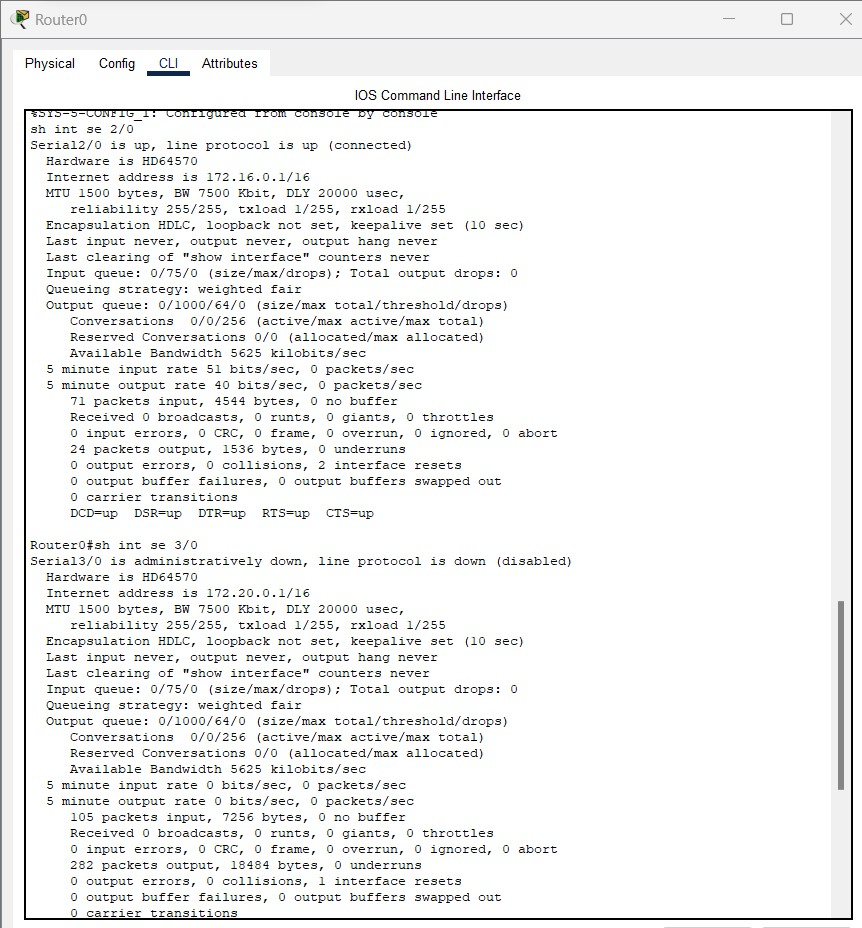 Router0
Physical Config CLI Attributes
IOS Command Line Interface
%SYS-5-CONFIG_I: Configured from console by console
sh int se 2/0
Serial2/0 is up, line protocol is up (connected)
Hardware is HD64570
Internet address is 172.16.0.1/16
MTU 1500 bytes, BW 7500 Kbit, DLY 20000 usec,
reliability 255/255, txload 1/255, rxload 1/255
Encapsulation HDLC, loopback not set, keepalive set (10 sec)
Last input never, output never, output hang never
Last clearing of "show interface" counters never
Input queue: 0/75/0 (size/max/drops); Total output drops: 0
Queueing strategy: weighted fair
Output queue: 0/1000/64/0 (size/max total/threshold/drops)
Conversations  0/0/256 (active/max active/max total)
Reserved Conversations 0/0 (allocated/max allocated)
Available Bandwidth 5625 kilobits/sec
5 minute input rate 51 bits/sec, 0 packets/sec
5 minute output rate 40 bits/sec, 0 packets/sec
71 packets input, 4544 bytes, 0 no buffer
Received 0 broadcasts, 0 runts, 0 giants, 0 throttles
0 input errors, 0 CRC, 0 frame, 0 overrun, 0 ignored, 0 abort
24 packets output, 1536 bytes, 0 underruns
0 output errors, 0 collisions, 2 interface resets
0 output buffer failures, 0 output buffers swapped out
0 carrier transitions
DCD=up  DSR=up  DTR=up  RTS=up  CTS=up
Router0#sh int se 3/0
Serial3/0 is administratively down, line protocol is down (disabled)
Hardware is HD64570
Internet address is 172.20.0.1/16
MTU 1500 bytes, BW 7500 Kbit, DLY 20000 usec,
reliability 255/255, txload 1/255, rxload 1/255
Encapsulation HDLC, loopback not set, keepalive set (10 sec)
Last input never, output never, output hang never
Last clearing of "show interface" counters never
Input queue: 0/75/0 (size/max/drops); Total output drops: 0
Queueing strategy: weighted fair
Output queue: 0/1000/64/0 (size/max total/threshold/drops)
Conversations  0/0/256 (active/max active/max total)
Reserved Conversations 0/0 (allocated/max allocated)
Available Bandwidth 5625 kilobits/sec
5 minute input rate 0 bits/sec, 0 packets/sec
5 minute output rate 0 bits/sec, 0 packets/sec
105 packets input, 7256 bytes, 0 no buffer
Received 0 broadcasts, 0 runts, 0 giants, 0 throttles
0 input errors, 0 CRC, 0 frame, 0 overrun, 0 ignored, 0 abort
282 packets output, 18484 bytes, 0 underruns
0 output errors, 0 collisions, 1 interface resets
0 output buffer failures, 0 output buffers swapped out
0 carrier transitions